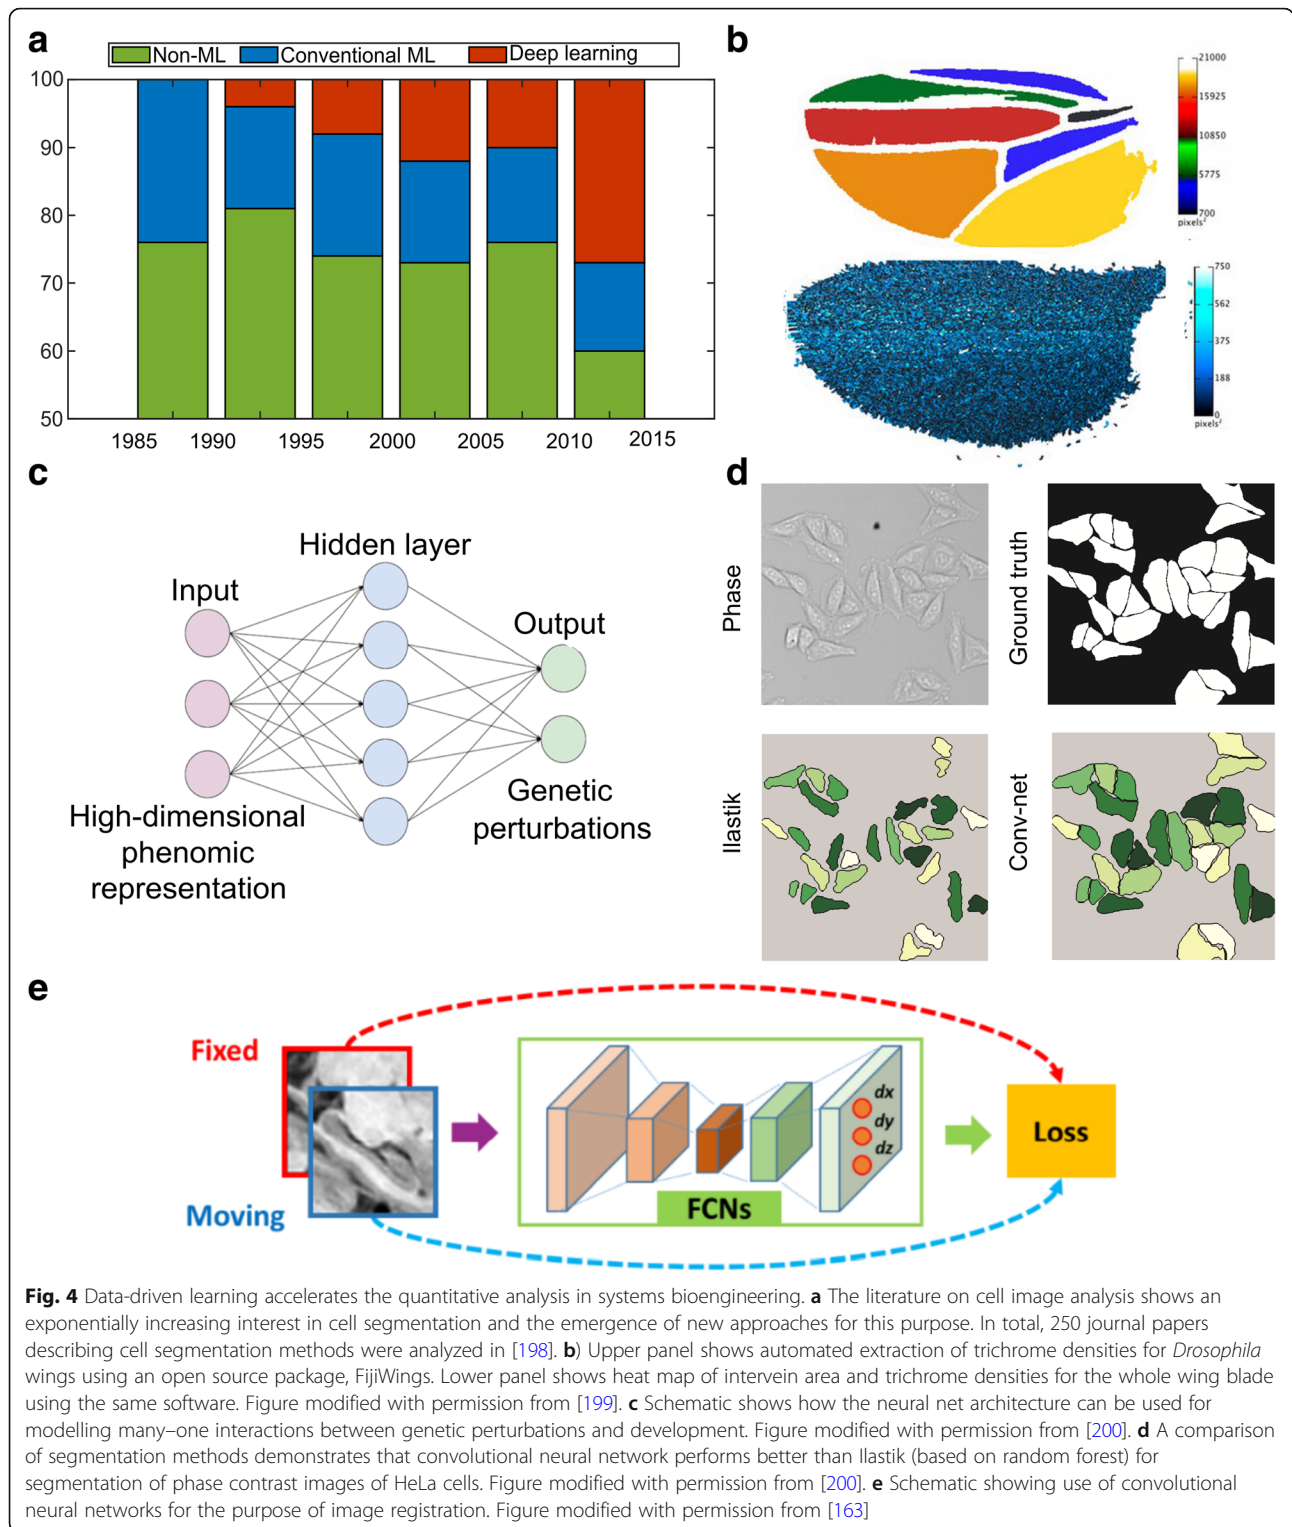 a
Non-ML Conventional ML Deep learning
100
90
80
70
60
50
1985 1990 1995 2000 2005 2010 2015
b
21000
15925
10850
5775
700
pixels²
750
562
375
188
0
pixels²
c
Hidden layer
Input
Output
High-dimensional
phenomic
representation
Genetic
perturbations
d
Phase
Ground truth
Ilastik
Conv-net
e
Fixed
Moving
dx
dy
dz
FCNs
Loss
Fig. 4 Data-driven learning accelerates the quantitative analysis in systems bioengineering. a The literature on cell image analysis shows an
exponentially increasing interest in cell segmentation and the emergence of new approaches for this purpose. In total, 250 journal papers
describing cell segmentation methods were analyzed in [198]. b) Upper panel shows automated extraction of trichrome densities for Drosophila
wings using an open source package, FijiWings. Lower panel shows heat map of intervein area and trichrome densities for the whole wing blade
using the same software. Figure modified with permission from [199]. c Schematic shows how the neural net architecture can be used for
modelling many–one interactions between genetic perturbations and development. Figure modified with permission from [200]. d A comparison
of segmentation methods demonstrates that convolutional neural network performs better than Ilastik (based on random forest) for
segmentation of phase contrast images of HeLa cells. Figure modified with permission from [200]. e Schematic showing use of convolutional
neural networks for the purpose of image registration. Figure modified with permission from [163]